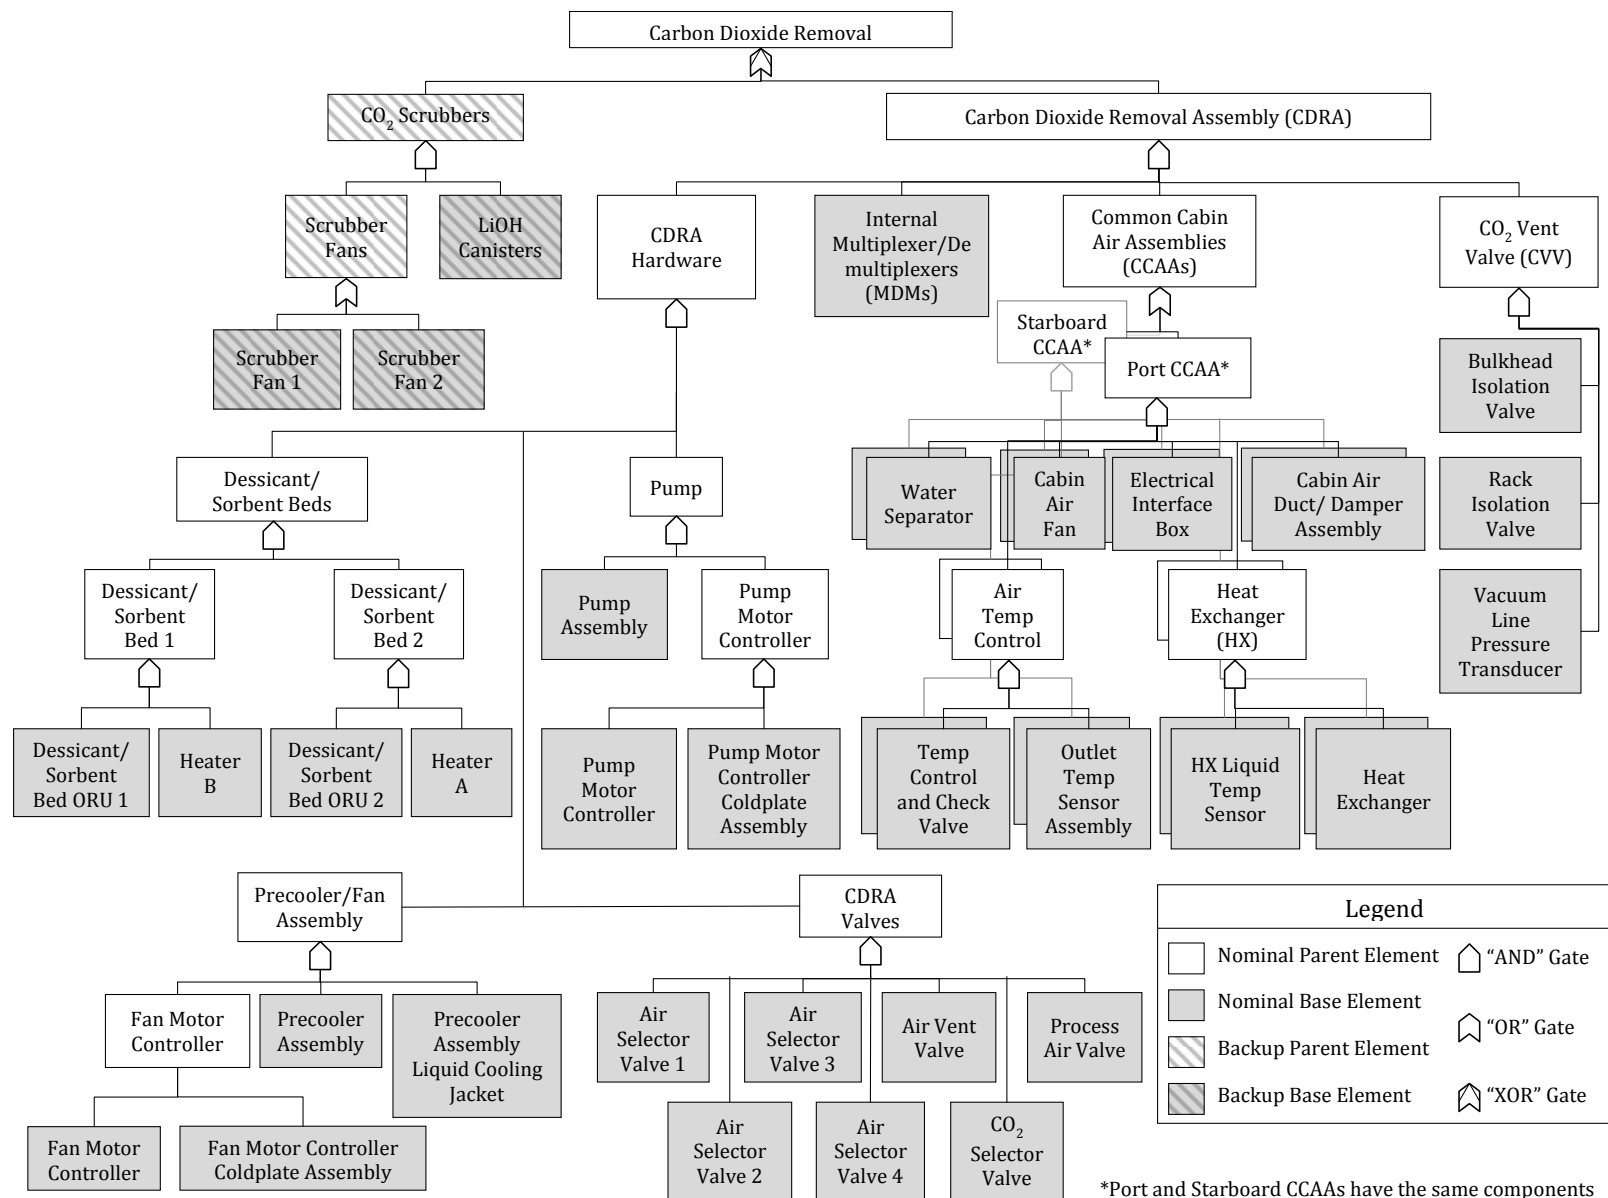 Carbon Dioxide Removal
CO2 Scrubbers
Carbon Dioxide Removal Assembly (CDRA)
Scrubber
Fans
LiOH
Canisters
CDRA
Hardware
Internal
Multiplexer/De
multiplexers
(MDMs)
Common Cabin
Air Assemblies
(CCAAs)
CO2 Vent
Valve (CVV)
Scrubber
Fan 1
Scrubber
Fan 2
Starboard
CCAA*
Port CCAA*
Bulkhead
Isolation
Valve
Dessicant/
Sorbent Beds
Pump
Water
Separator
Cabin
Air
Fan
Electrical
Interface
Box
Cabin Air
Duct/ Damper
Assembly
Rack
Isolation
Valve
Dessicant/
Sorbent
Bed 1
Dessicant/
Sorbent
Bed 2
Pump
Assembly
Pump
Motor
Controller
Air
Temp
Control
Heat
Exchanger
(HX)
Vacuum
Line
Pressure
Transducer
Dessicant/
Sorbent
Bed ORU 1
Heater
B
Dessicant/
Sorbent
Bed ORU 2
Heater
A
Pump
Motor
Controller
Pump Motor
Controller
Coldplate
Assembly
Temp
Control
and Check
Valve
Outlet
Temp
Sensor
Assembly
HX Liquid
Temp
Sensor
Heat
Exchanger
Precooler/Fan
Assembly
CDRA
Valves
Fan Motor
Controller
Precooler
Assembly
Precooler
Assembly
Liquid Cooling
Jacket
Air
Selector
Valve 1
Air
Selector
Valve 3
Air Vent
Valve
Process
Air Valve
Fan Motor
Controller
Fan Motor Controller
Coldplate Assembly
Air
Selector
Valve 2
Air
Selector
Valve 4
CO2
Selector
Valve
Legend
Nominal Parent Element
"AND" Gate
Nominal Base Element
"OR" Gate
Backup Parent Element
Backup Base Element
"XOR" Gate
*Port and Starboard CCAAs have the same components